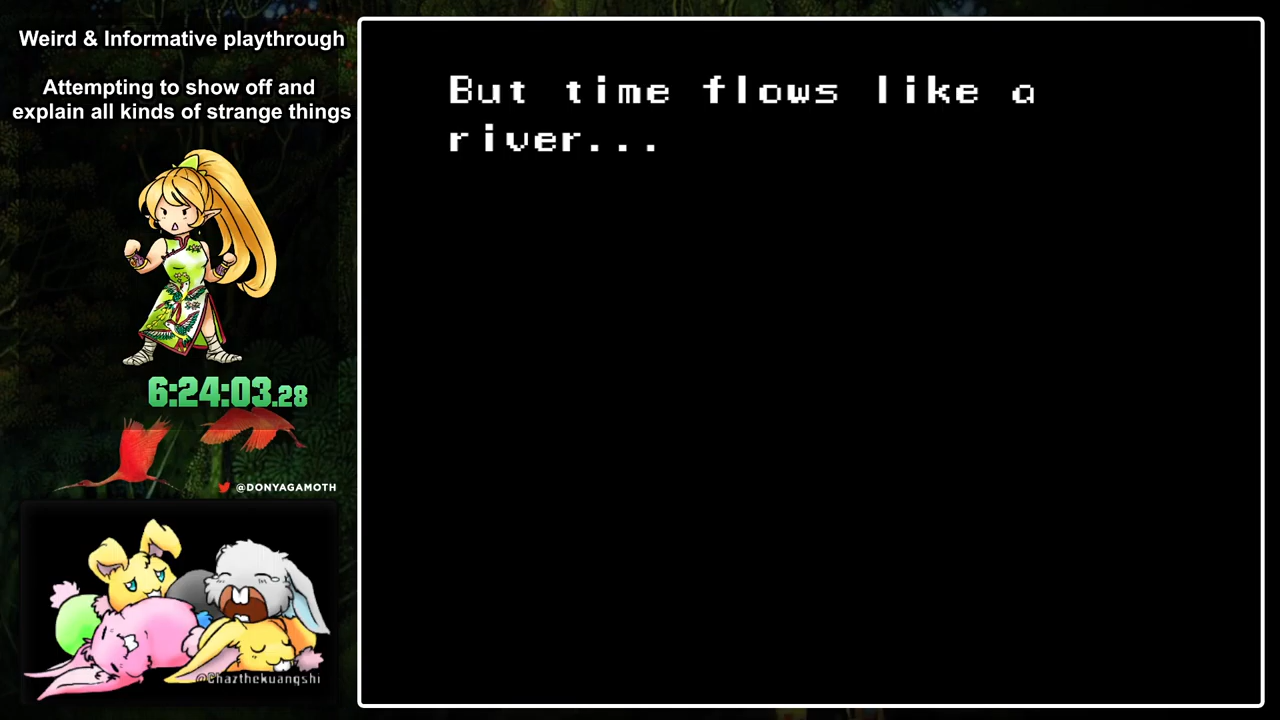 Weird & Informative playthrough
Attempting to show off and
explain all kinds of strange things
6:24:03.28
@DONYAGAMOTH
@Chazthekuangshi
But time flows like a
river...